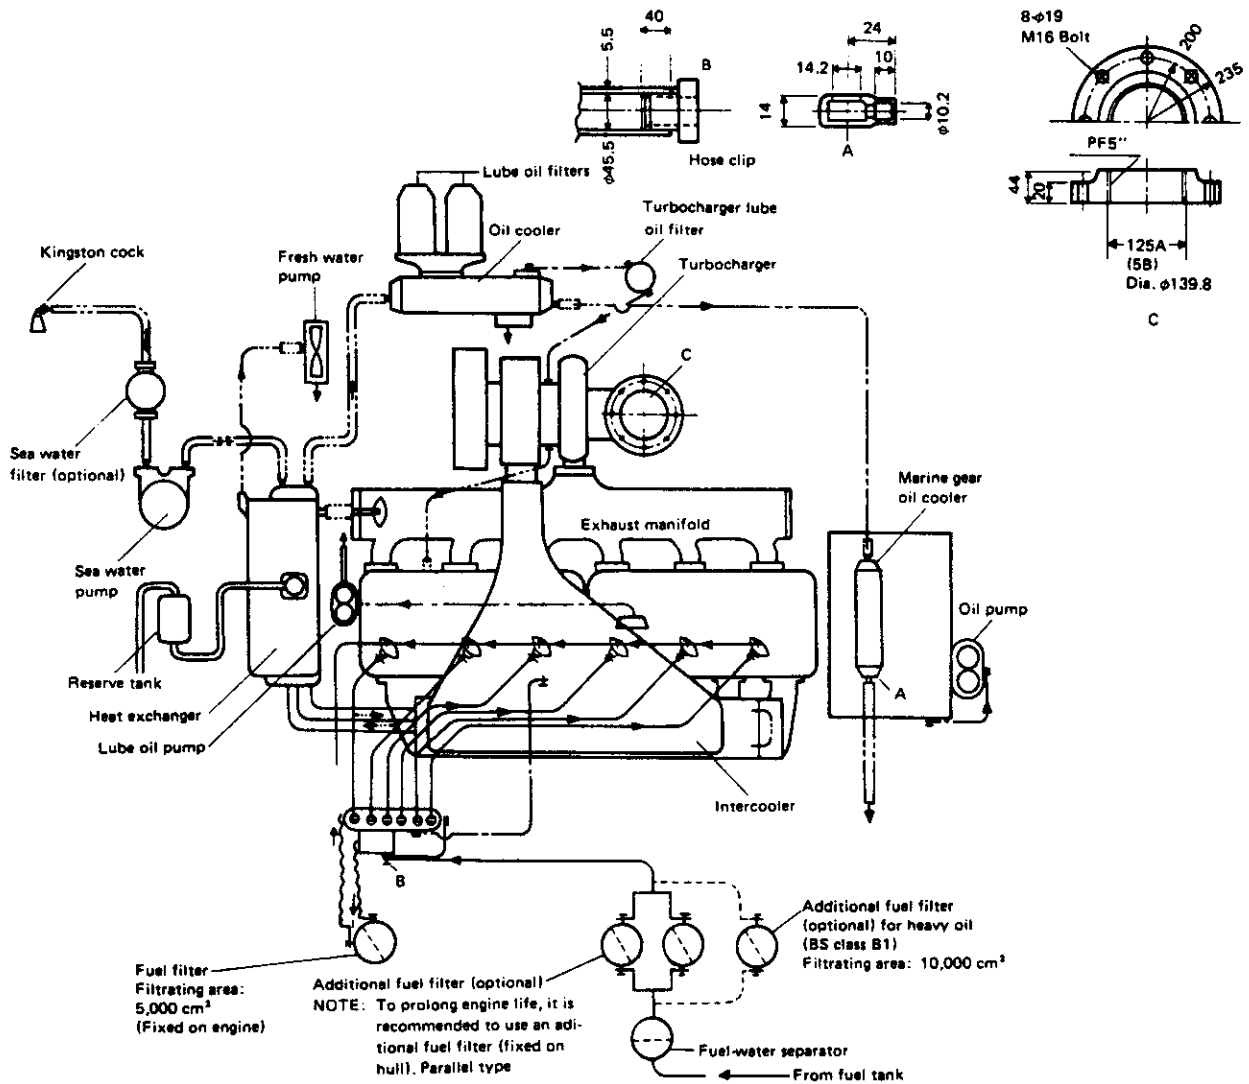 40
5.5
B
φ45.5
Hose clip
24
14.2
10
14
φ10.2
A
8-φ19
M16 Bolt
200
235
PF5''
44
20
125A
(5B)
Dia. φ139.8
C
Lube oil filters
Oil cooler
Turbocharger lube
oil filter
Turbocharger
Kingston cock
Fresh water
pump
C
Sea water
filter (optional)
Sea water
pump
Exhaust manifold
Marine gear
oil cooler
Oil pump
A
Reserve tank
Heat exchanger
Lube oil pump
Intercooler
B
Fuel filter
Filtrating area:
5,000 cm²
(Fixed on engine)
Additional fuel filter (optional)
NOTE: To prolong engine life, it is
recommended to use an adi-
tional fuel filter (fixed on
hull). Parallel type
Additional fuel filter
(optional) for heavy oil
(BS class B1)
Filtrating area: 10,000 cm²
Fuel-water separator
From fuel tank